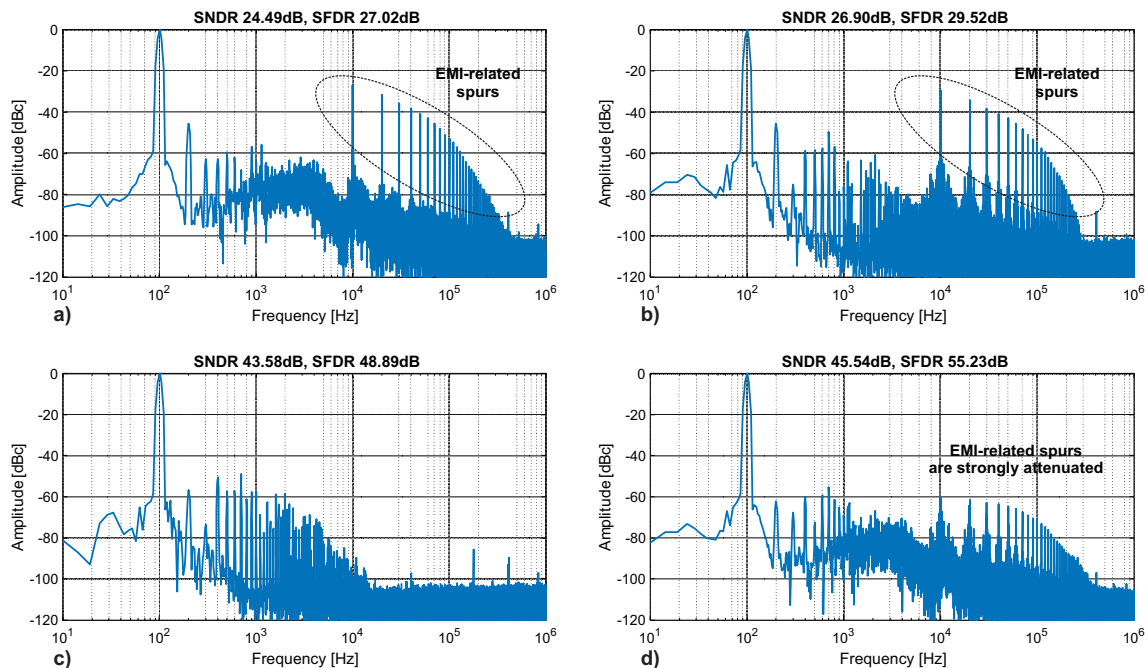 SNDR 24.49dB, SFDR 27.02dB
0
-20
-40
-60
-80
-100
-120
Amplitude [dBc]
EMI-related
spurs
10^1
10^2
10^3
10^4
10^5
10^6
Frequency [Hz]
a)
SNDR 26.90dB, SFDR 29.52dB
0
-20
-40
-60
-80
-100
-120
Amplitude [dBc]
EMI-related
spurs
10^1
10^2
10^3
10^4
10^5
10^6
Frequency [Hz]
b)
SNDR 43.58dB, SFDR 48.89dB
0
-20
-40
-60
-80
-100
-120
Amplitude [dBc]
10^1
10^2
10^3
10^4
10^5
10^6
Frequency [Hz]
c)
SNDR 45.54dB, SFDR 55.23dB
0
-20
-40
-60
-80
-100
-120
Amplitude [dBc]
EMI-related spurs
are strongly attenuated
10^1
10^2
10^3
10^4
10^5
10^6
Frequency [Hz]
d)